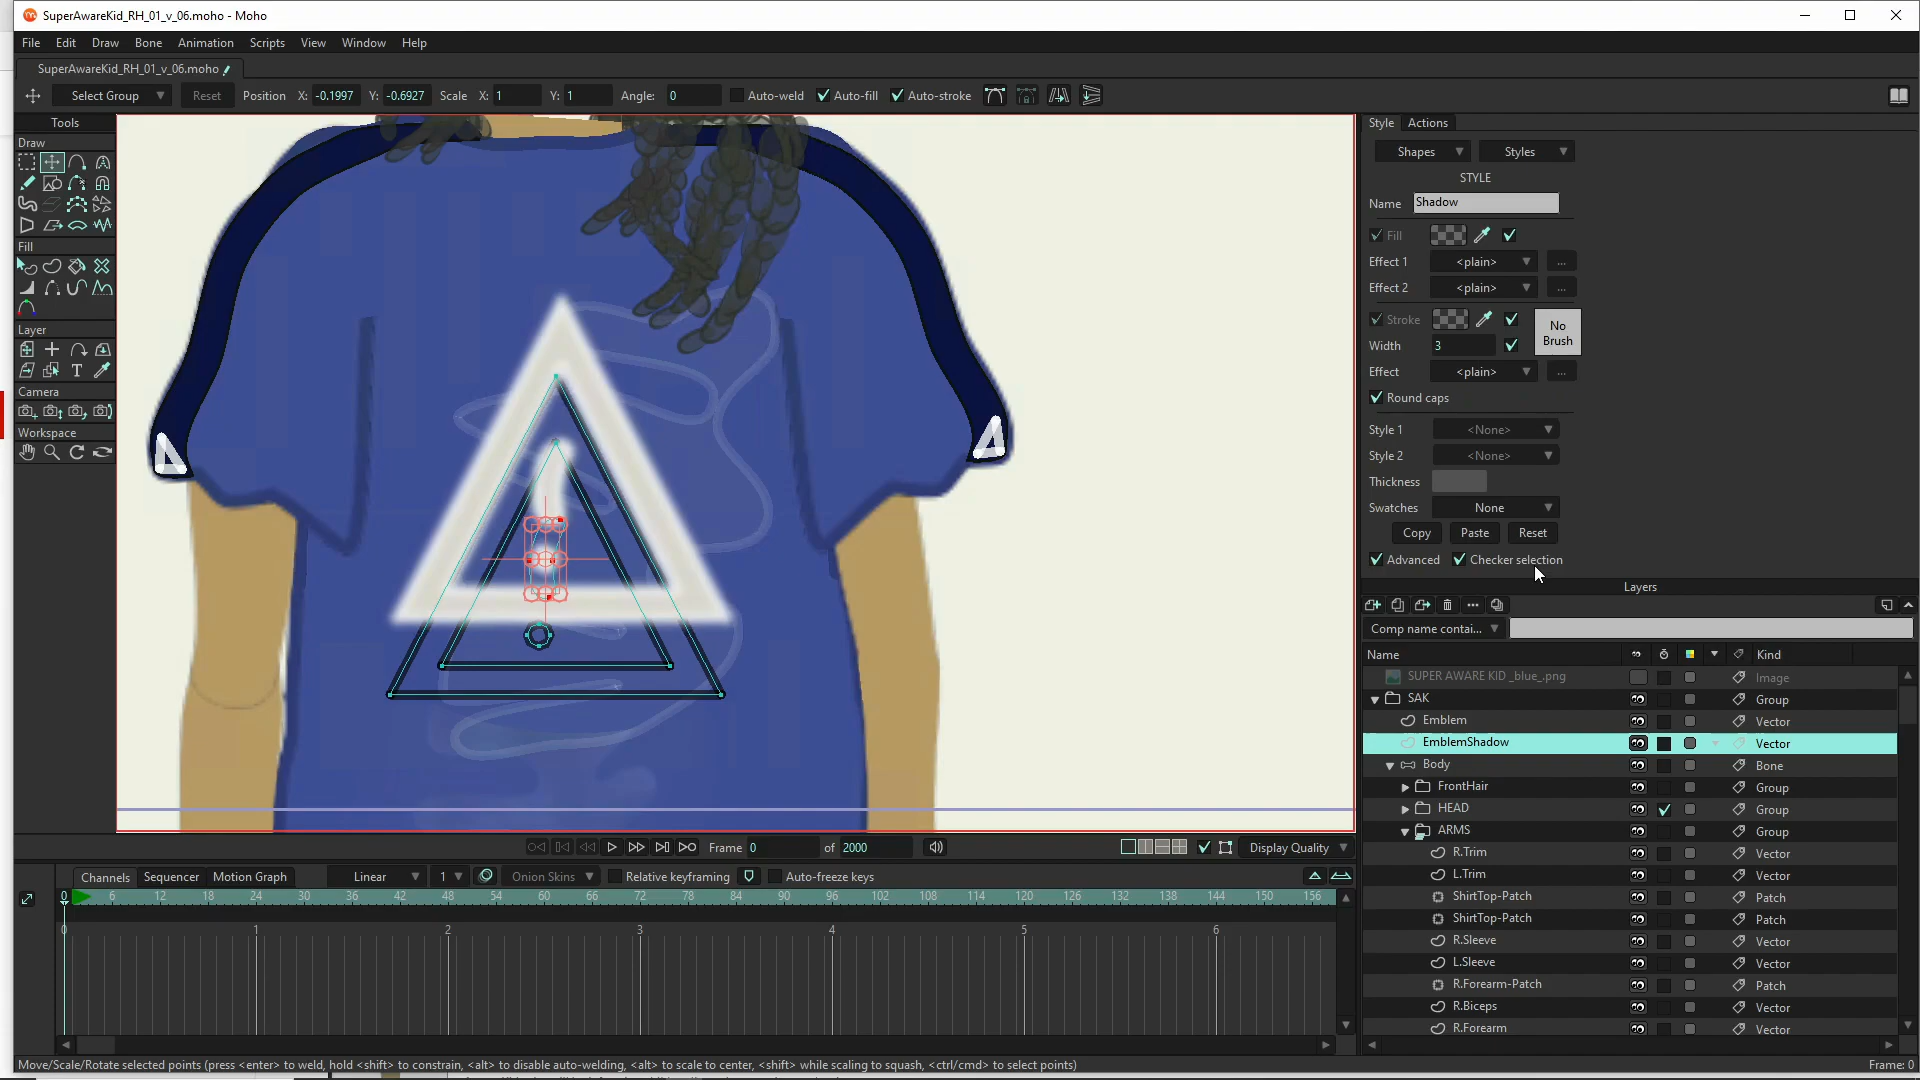 SuperAwareKid_RH_01_v_06.moho - Moho
File Edit Draw Bone Animation Scripts View Window Help
SuperAwareKid_RH_01_v_06.moho
Select Group Reset Position X: -0.1997 Y: -0.6927 Scale X: 1 Y: 1 Angle: 0 Auto-weld Auto-fill Auto-stroke
Tools
Draw
Fill
Layer
Camera
Workspace
Style Actions
Shapes Styles
STYLE
Name Shadow
Fill
Effect 1 <plain> ...
Effect 2 <plain> ...
Stroke
No Brush
Width 3
Effect <plain> ...
Round caps
Style 1 <None>
Style 2 <None>
Thickness
Swatches None
Copy Paste Reset
Advanced Checker selection
Layers
Comp name contai...
Name Kind
SUPER AWARE KID _blue_.png Image
SAK Group
Emblem Vector
EmblemShadow Vector
Body Bone
FrontHair Group
HEAD Group
ARMS Group
R.Trim Vector
L.Trim Vector
ShirtTop-Patch Patch
ShirtTop-Patch Patch
R.Sleeve Vector
L.Sleeve Vector
R.Forearm-Patch Patch
R.Biceps Vector
R.Forearm Vector
Frame 0 of 2000 Display Quality
Channels Sequencer Motion Graph Linear 1 Onion Skins Relative keyframing Auto-freeze keys
0 6 12 18 24 30 36 42 48 54 60 66 72 78 84 90 96 102 108 114 120 126 132 138 144 150 156
0 1 2 3 4 5 6
Move/Scale/Rotate selected points (press <enter> to weld, hold <shift> to constrain, <alt> to disable auto-welding, <alt> to scale to center, <shift> while scaling to squash, <ctrl/cmd> to select points)
Frame: 0